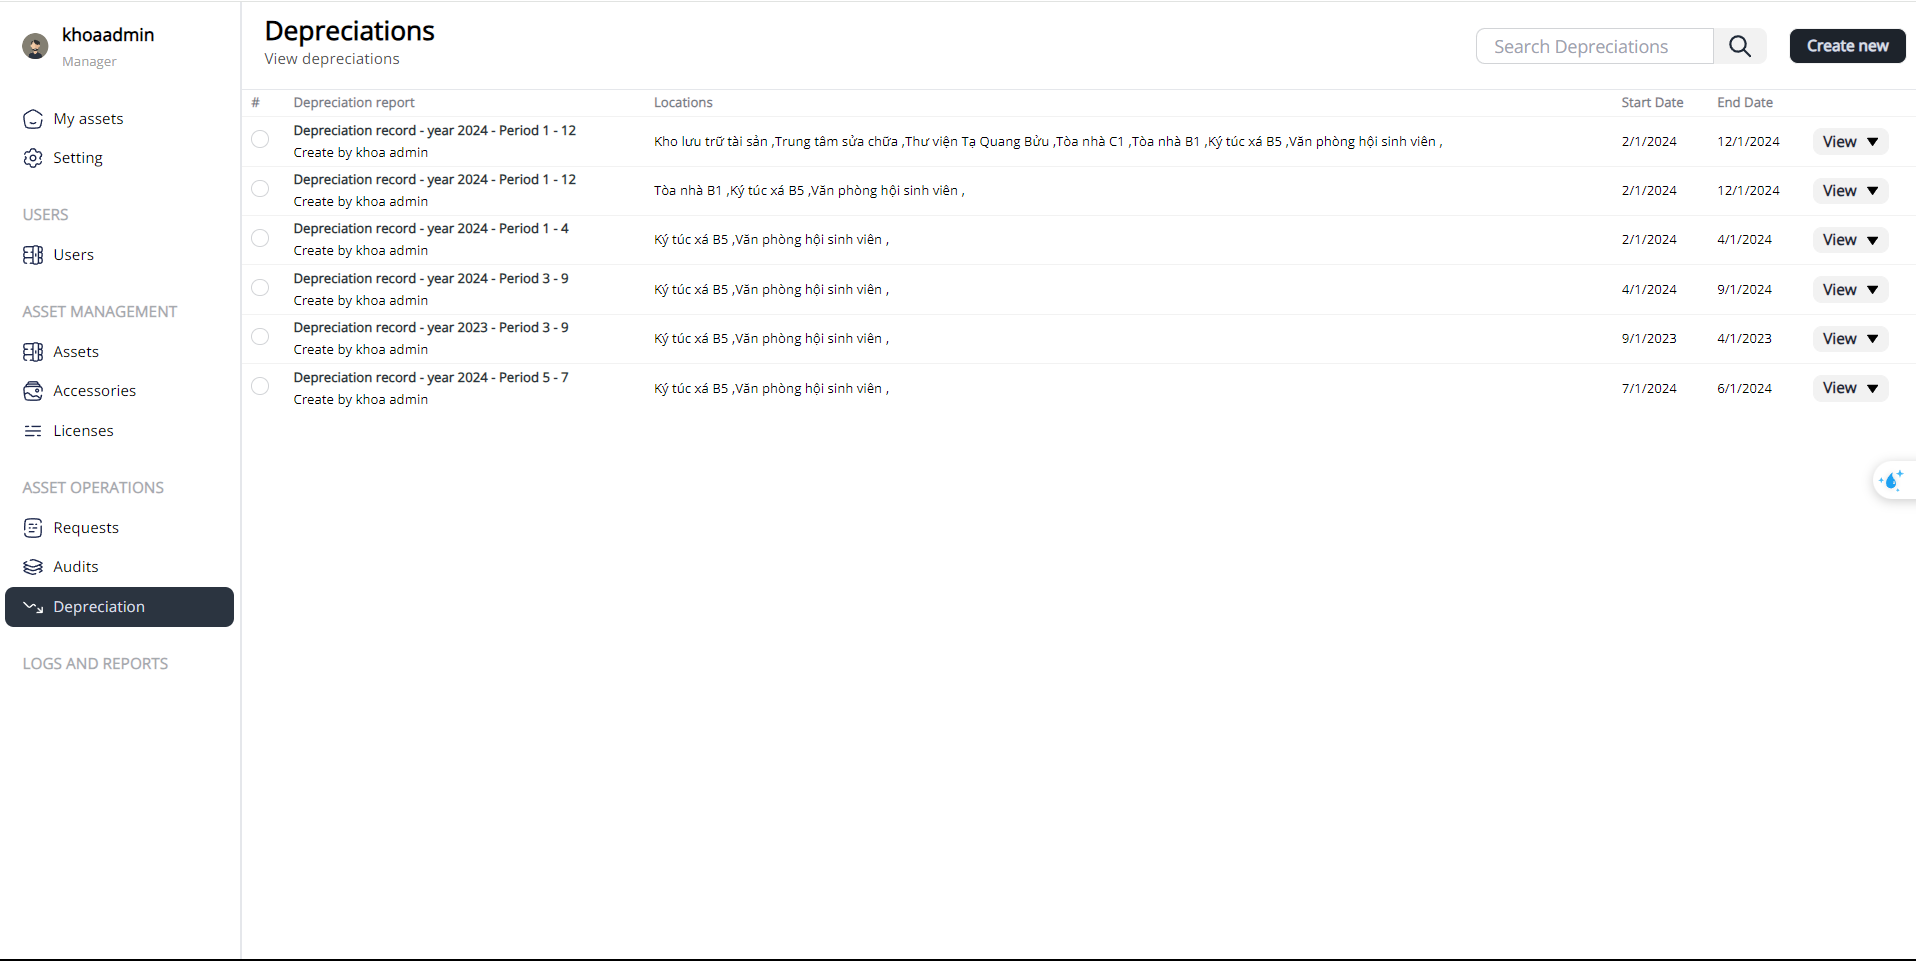 khoaadmin
Manager
My assets
Setting
USERS
Users
ASSET MANAGEMENT
Assets
Accessories
Licenses
ASSET OPERATIONS
Requests
Audits
Depreciation
LOGS AND REPORTS
Depreciations
View depreciations
Search Depreciations
Create new
# Depreciation report Locations Start Date End Date
Depreciation record - year 2024 - Period 1 - 12
Create by khoa admin
Kho lưu trữ tài sản ,Trung tâm sửa chữa ,Thư viện Tạ Quang Bửu ,Tòa nhà C1 ,Tòa nhà B1 ,Ký túc xá B5 ,Văn phòng hội sinh viên , 2/1/2024 12/1/2024 View
Depreciation record - year 2024 - Period 1 - 12
Create by khoa admin
Tòa nhà B1 ,Ký túc xá B5 ,Văn phòng hội sinh viên , 2/1/2024 12/1/2024 View
Depreciation record - year 2024 - Period 1 - 4
Create by khoa admin
Ký túc xá B5 ,Văn phòng hội sinh viên , 2/1/2024 4/1/2024 View
Depreciation record - year 2024 - Period 3 - 9
Create by khoa admin
Ký túc xá B5 ,Văn phòng hội sinh viên , 4/1/2024 9/1/2024 View
Depreciation record - year 2023 - Period 3 - 9
Create by khoa admin
Ký túc xá B5 ,Văn phòng hội sinh viên , 9/1/2023 4/1/2023 View
Depreciation record - year 2024 - Period 5 - 7
Create by khoa admin
Ký túc xá B5 ,Văn phòng hội sinh viên , 7/1/2024 6/1/2024 View